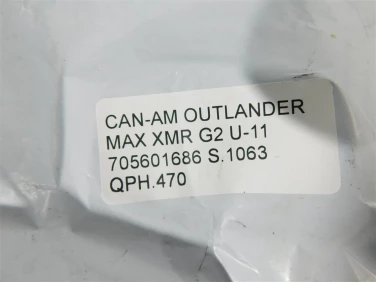 CAN-AM OUTLANDER
MAX XMR G2 U-11
705601686 S.1063
QPH.470